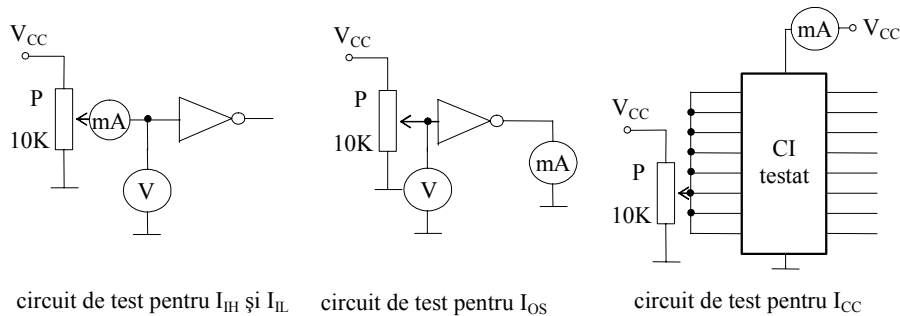 V_CC
P
10K
mA
V
circuit de test pentru I_IH şi I_IL
V_CC
P
10K
mA
V
circuit de test pentru I_OS
mA
V_CC
V_CC
P
10K
CI
testat
circuit de test pentru I_CC